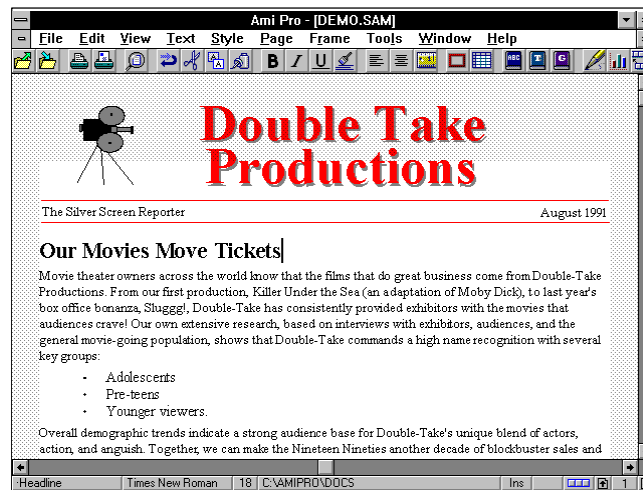 Ami Pro - [DEMO.SAM]
File Edit View Text Style Page Frame Tools Window Help
B I U ABC T G
Double Take
Productions
The Silver Screen Reporter August 1991
Our Movies Move Tickets
Movie theater owners across the world know that the films that do great business come from Double-Take
Productions. From our first production, Killer Under the Sea (an adaptation of Moby Dick), to last year's
box office bonanza, Sluggg!, Double-Take has consistently provided exhibitors with the movies that
audiences crave! Our own extensive research, based on interviews with exhibitors, audiences, and the
general movie-going population, shows that Double-Take commands a high name recognition with several
key groups:
• Adolescents
• Pre-teens
• Younger viewers.
Overall demographic trends indicate a strong audience base for Double-Take's unique blend of actors,
action, and anguish. Together, we can make the Nineteen Nineties another decade of blockbuster sales and
·Headline Times New Roman 18 C:\AMIPRO\DOCS Ins 1